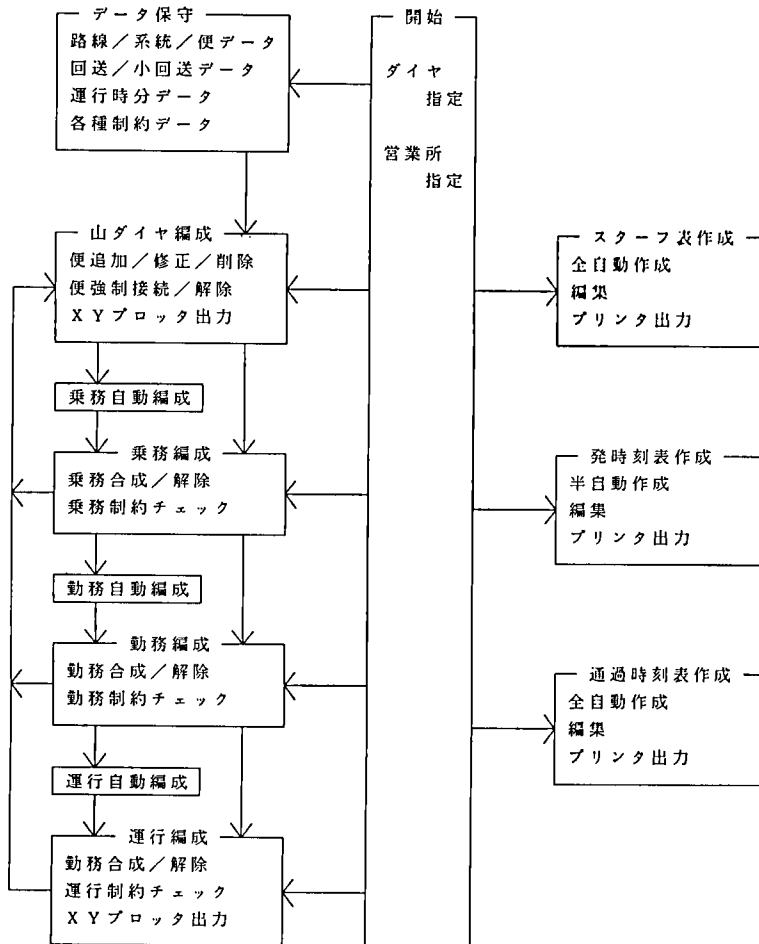 データ保守
路線／系統／便データ
回送／小回送データ
運行時分データ
各種制約データ
開始
ダイヤ
指定
営業所
指定
山ダイヤ編成
便追加／修正／削除
便強制接続／解除
XYプロッタ出力
乗務自動編成
乗務編成
乗務合成／解除
乗務制約チェック
勤務自動編成
勤務編成
勤務合成／解除
勤務制約チェック
運行自動編成
運行編成
勤務合成／解除
運行制約チェック
XYプロッタ出力
スターフ表作成
全自動作成
編集
プリンタ出力
発時刻表作成
半自動作成
編集
プリンタ出力
通過時刻表作成
全自動作成
編集
プリンタ出力